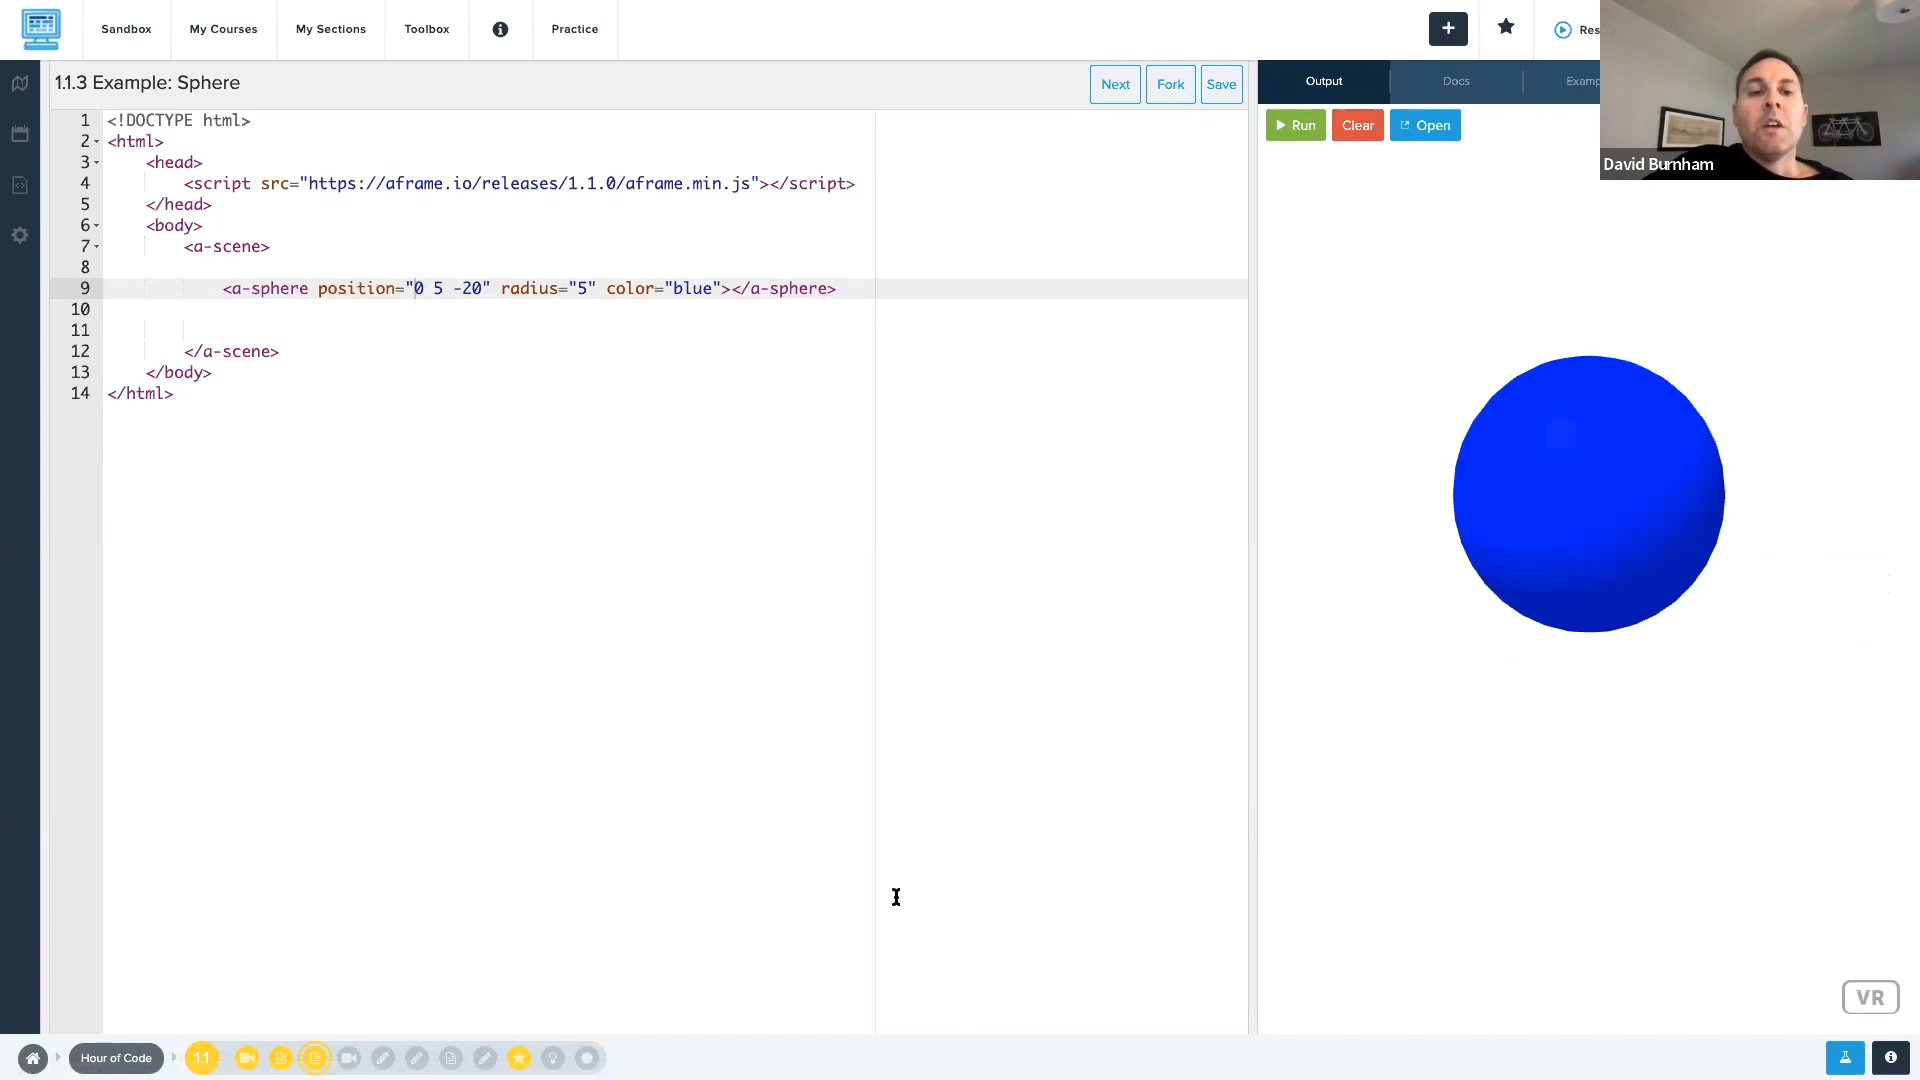 Sandbox
My Courses
My Sections
Toolbox
Practice
Res
1.1.3 Example: Sphere
Next
Fork
Save
Output
Docs
Examp
Run
Clear
Open
David Burnham
1 <!DOCTYPE html>
2 <html>
3 <head>
4 <script src="https://aframe.io/releases/1.1.0/aframe.min.js"></script>
5 </head>
6 <body>
7 <a-scene>
8
9 <a-sphere position="0 5 -20" radius="5" color="blue"></a-sphere>
10
11
12 </a-scene>
13 </body>
14 </html>
VR
Hour of Code
1.1